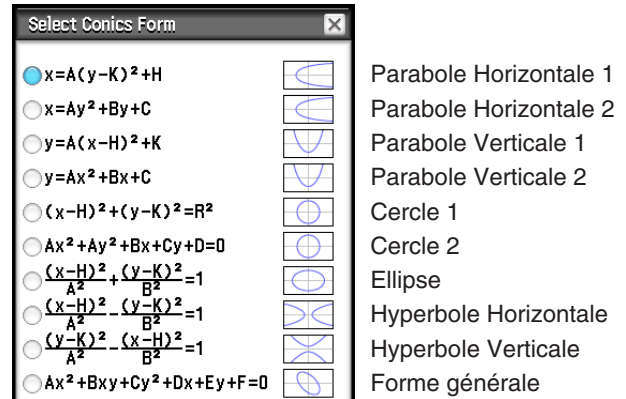 Select Conics Form
x=A(y-K)²+H Parabole Horizontale 1
x=Ay²+By+C Parabole Horizontale 2
y=A(x-H)²+K Parabole Verticale 1
y=Ax²+Bx+C Parabole Verticale 2
(x-H)²+(y-K)²=R² Cercle 1
Ax²+Ay²+Bx+Cy+D=0 Cercle 2
(x-H)²/A²+(y-K)²/B²=1 Ellipse
(x-H)²/A²-(y-K)²/B²=1 Hyperbole Horizontale
(y-K)²/A²-(x-H)²/B²=1 Hyperbole Verticale
Ax²+Bxy+Cy²+Dx+Ey+F=0 Forme générale